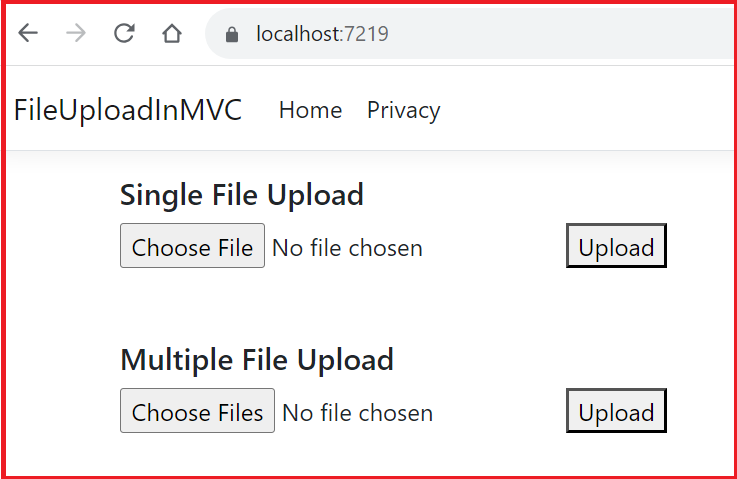 localhost:7219
FileUploadInMVC Home Privacy
Single File Upload
Choose File No file chosen Upload
Multiple File Upload
Choose Files No file chosen Upload